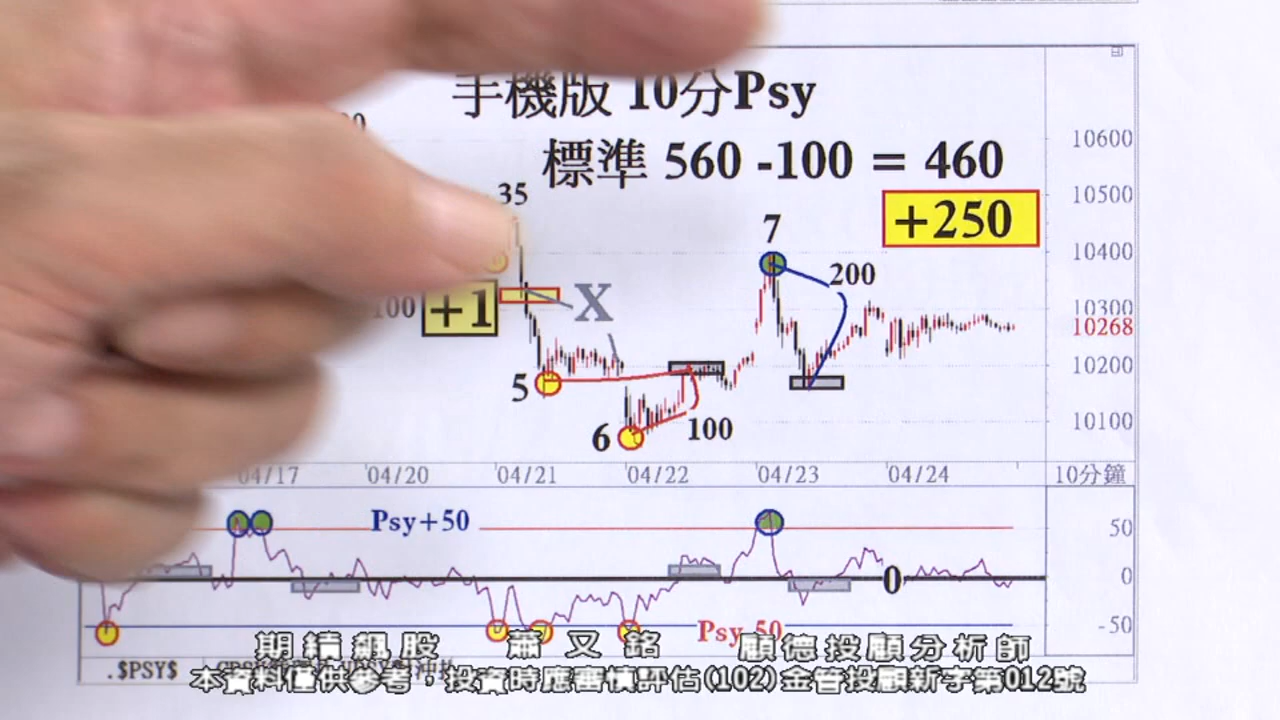 手機版 10分Psy
標準 560 -100 = 460
+250
35
7
200
100
+1
X
5
6
100
10600
10500
10400
10300
10268
10200
10100
04/17
04/20
04/21
04/22
04/23
04/24
10分鐘
Psy+50
50
0
0
Psy-50
-50
.$PSY$
期績飆股 蕭又銘 顧德投顧分析師
本資料僅供參考，投資時應審慎評估(102)金管投顧新字第012號